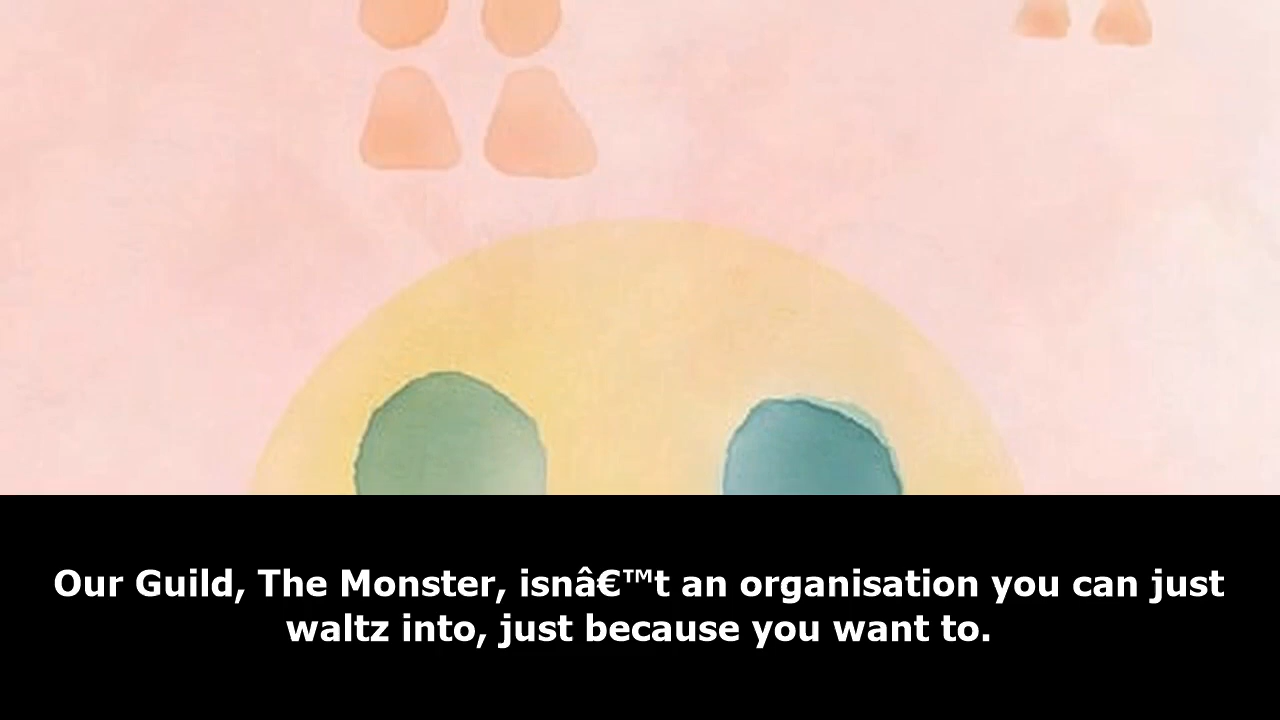 Our Guild, The Monster, isnâ€™t an organisation you can just
waltz into, just because you want to.